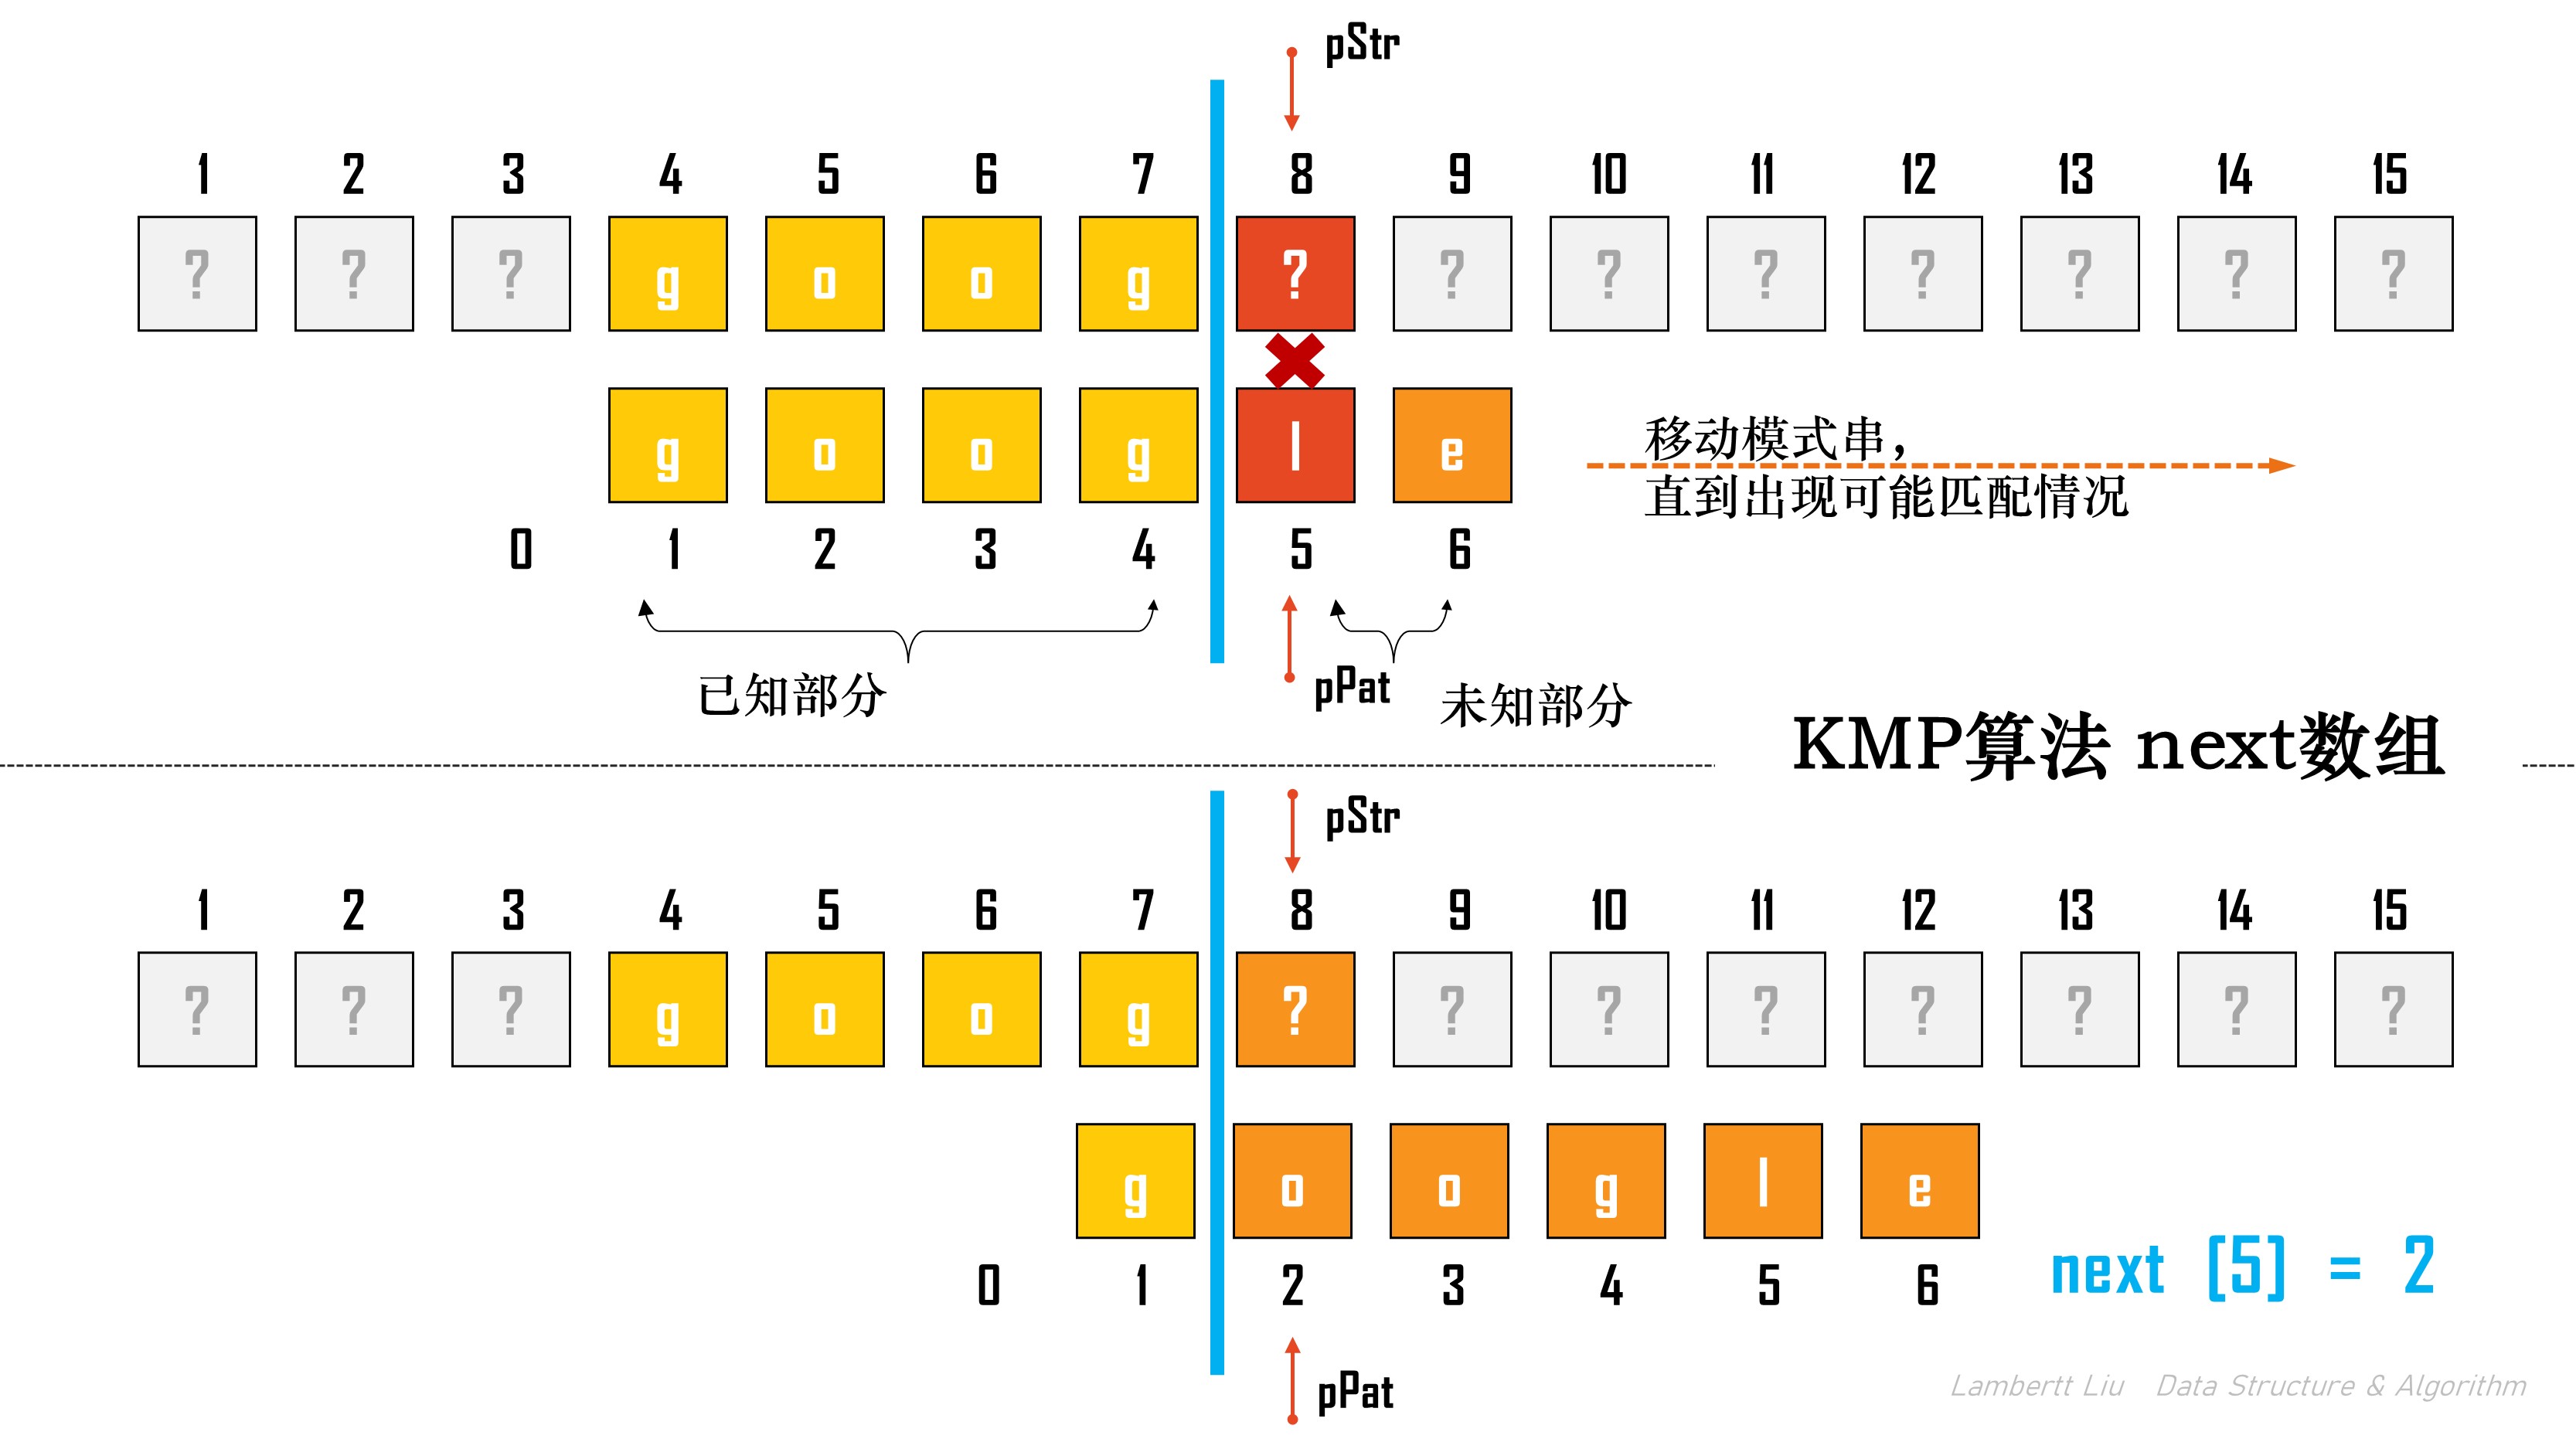 pStr
1 2 3 4 5 6 7 8 9 10 11 12 13 14 15
? ? ? g o o g ? ? ? ? ? ? ? ?
g o o g l e
移动模式串，
直到出现可能匹配情况
0 1 2 3 4 5 6
已知部分
pPat
未知部分
KMP算法 next数组
pStr
1 2 3 4 5 6 7 8 9 10 11 12 13 14 15
? ? ? g o o g ? ? ? ? ? ? ? ?
g o o g l e
0 1 2 3 4 5 6
next [5] = 2
pPat
Lambertt Liu Data Structure & Algorithm